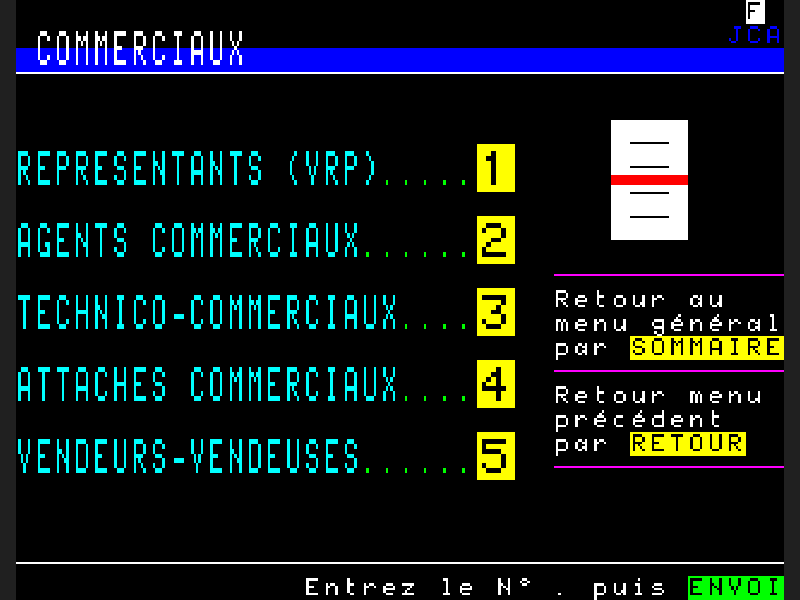 F
JCA
COMMERCIAUX
REPRESENTANTS (VRP).....1
AGENTS COMMERCIAUX......2
TECHNICO-COMMERCIAUX....3
ATTACHES COMMERCIAUX....4
VENDEURS-VENDEUSES......5
Retour au
menu général
par SOMMAIRE
Retour menu
précédent
par RETOUR
Entrez le N° . puis ENVOI